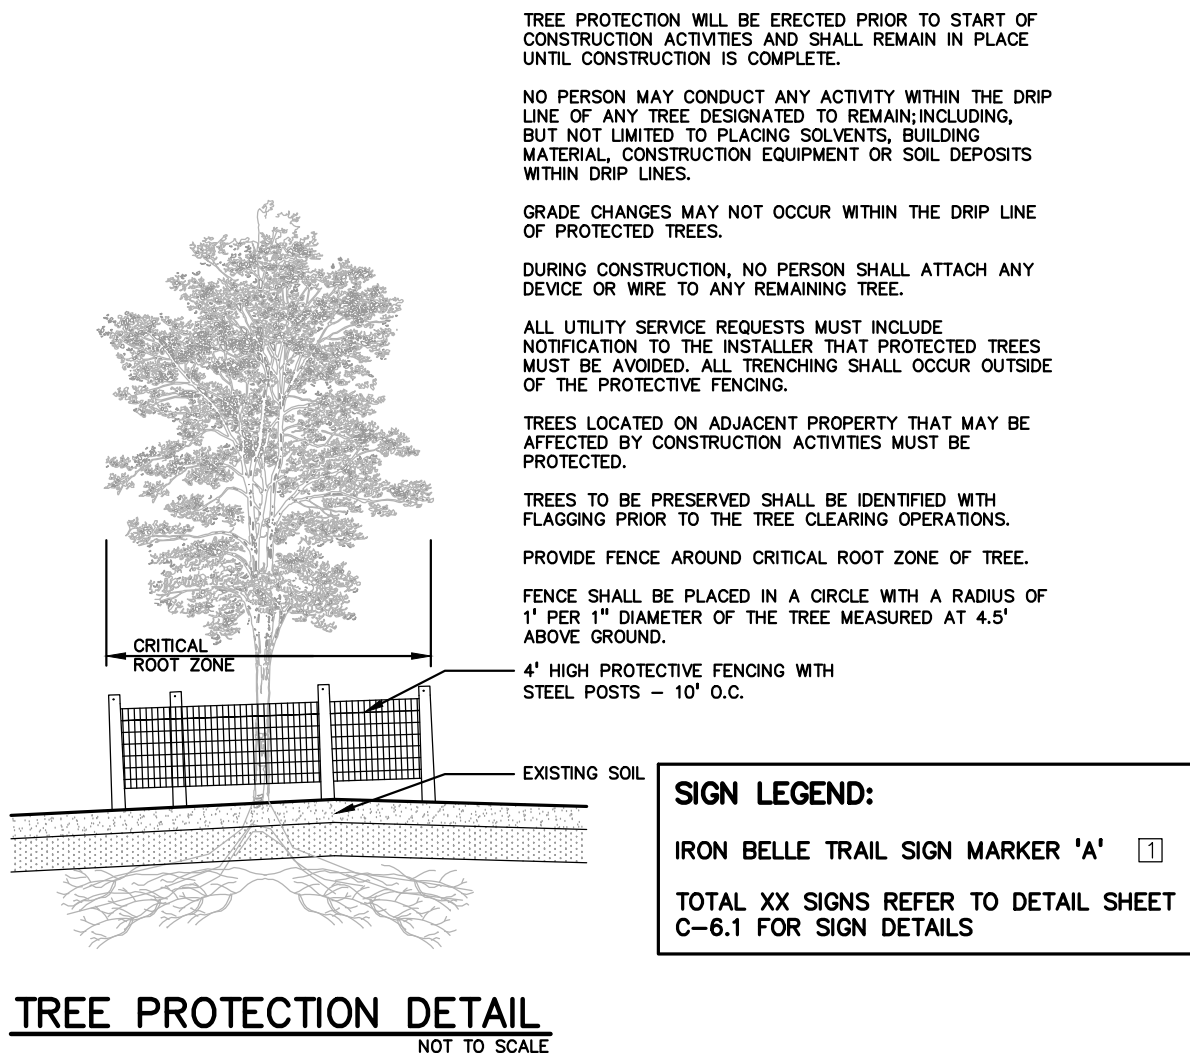 TREE PROTECTION WILL BE ERECTED PRIOR TO START OF
CONSTRUCTION ACTIVITIES AND SHALL REMAIN IN PLACE
UNTIL CONSTRUCTION IS COMPLETE.
NO PERSON MAY CONDUCT ANY ACTIVITY WITHIN THE DRIP
LINE OF ANY TREE DESIGNATED TO REMAIN; INCLUDING,
BUT NOT LIMITED TO PLACING SOLVENTS, BUILDING
MATERIAL, CONSTRUCTION EQUIPMENT OR SOIL DEPOSITS
WITHIN DRIP LINES.
GRADE CHANGES MAY NOT OCCUR WITHIN THE DRIP LINE
OF PROTECTED TREES.
DURING CONSTRUCTION, NO PERSON SHALL ATTACH ANY
DEVICE OR WIRE TO ANY REMAINING TREE.
ALL UTILITY SERVICE REQUESTS MUST INCLUDE
NOTIFICATION TO THE INSTALLER THAT PROTECTED TREES
MUST BE AVOIDED. ALL TRENCHING SHALL OCCUR OUTSIDE
OF THE PROTECTIVE FENCING.
TREES LOCATED ON ADJACENT PROPERTY THAT MAY BE
AFFECTED BY CONSTRUCTION ACTIVITIES MUST BE
PROTECTED.
TREES TO BE PRESERVED SHALL BE IDENTIFIED WITH
FLAGGING PRIOR TO THE TREE CLEARING OPERATIONS.
PROVIDE FENCE AROUND CRITICAL ROOT ZONE OF TREE.
FENCE SHALL BE PLACED IN A CIRCLE WITH A RADIUS OF
1' PER 1" DIAMETER OF THE TREE MEASURED AT 4.5'
ABOVE GROUND.
CRITICAL
ROOT ZONE
4' HIGH PROTECTIVE FENCING WITH
STEEL POSTS – 10' O.C.
EXISTING SOIL
SIGN LEGEND:
IRON BELLE TRAIL SIGN MARKER 'A' 1
TOTAL XX SIGNS REFER TO DETAIL SHEET
C–6.1 FOR SIGN DETAILS
TREE PROTECTION DETAIL
NOT TO SCALE